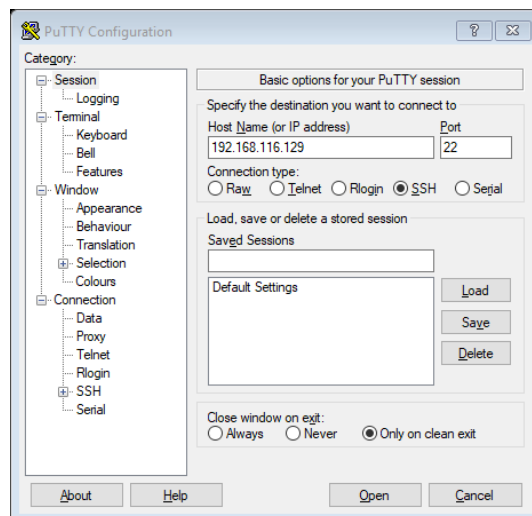 PuTTY Configuration
Category:
Session
Logging
Terminal
Keyboard
Bell
Features
Window
Appearance
Behaviour
Translation
Selection
Colours
Connection
Data
Proxy
Telnet
Rlogin
SSH
Serial
Basic options for your PuTTY session
Specify the destination you want to connect to
Host Name (or IP address) Port
192.168.116.129 22
Connection type:
Raw Telnet Rlogin SSH Serial
Load, save or delete a stored session
Saved Sessions
Default Settings
Load
Save
Delete
Close window on exit:
Always Never Only on clean exit
About Help Open Cancel